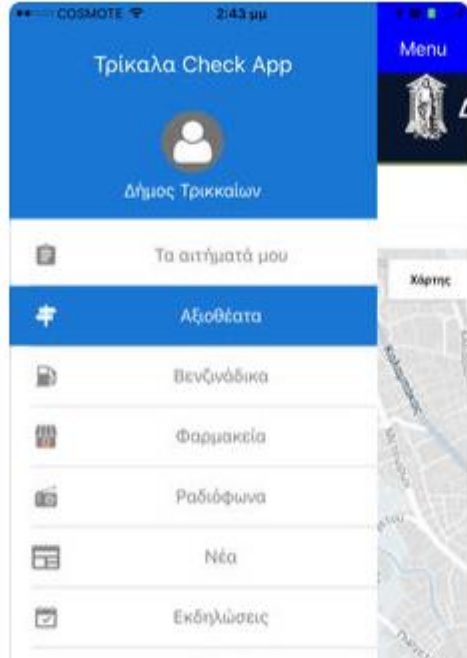 COSMOTE 2:43 μμ
Τρίκαλα Check App
Δήμος Τρικκαίων
Τα αιτήματά μου
Αξιοθέατα
Βενζινάδικα
Φαρμακεία
Ραδιόφωνα
Νέα
Εκδηλώσεις
Menu
Δ
Χάρτης